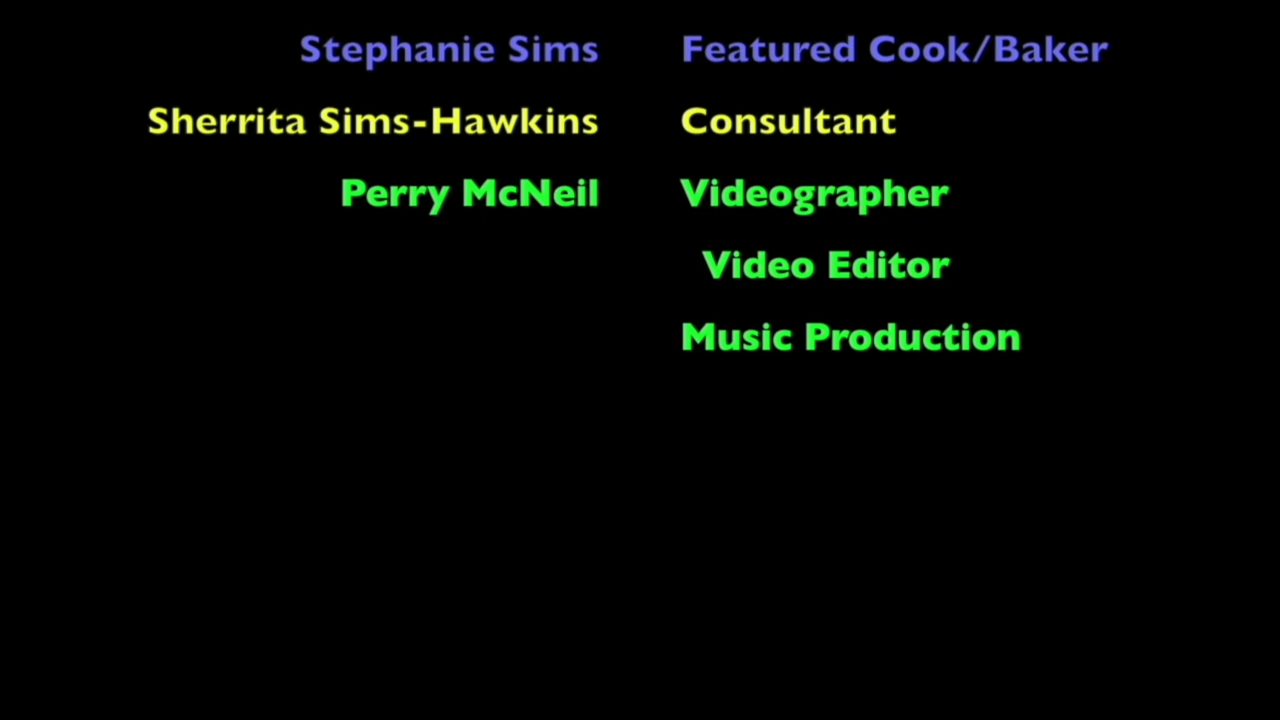 Stephanie Sims Featured Cook/Baker
Sherrita Sims-Hawkins Consultant
Perry McNeil Videographer
Video Editor
Music Production